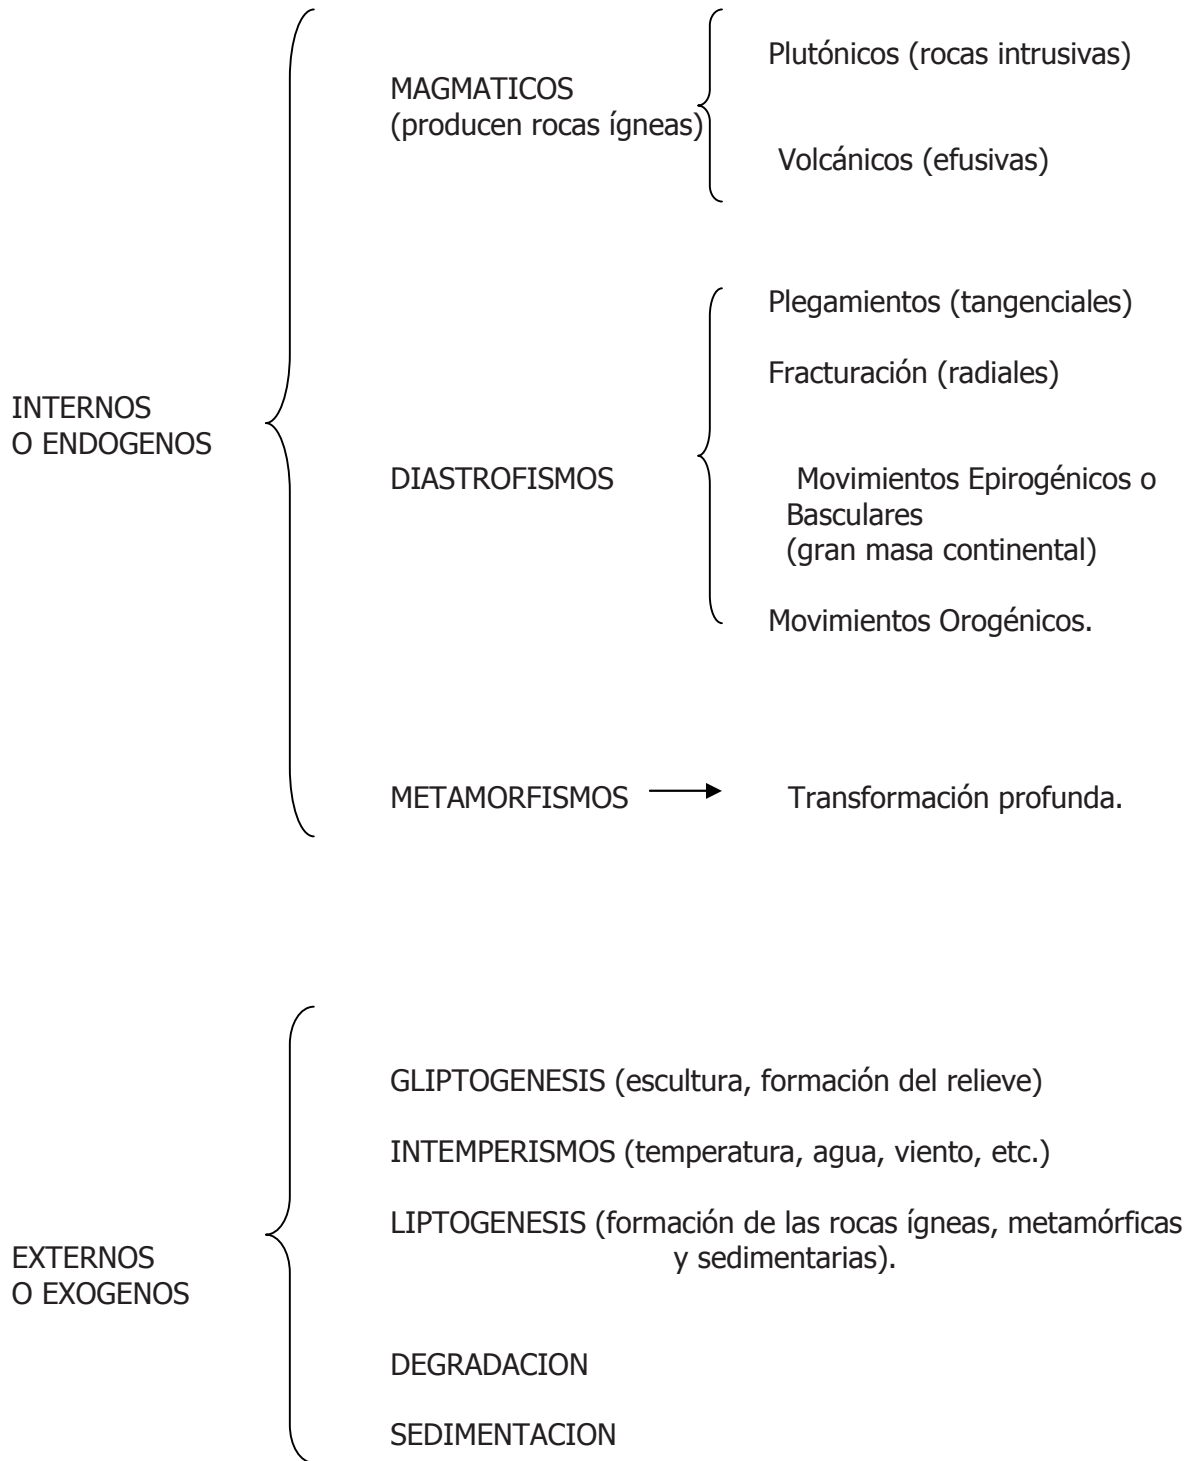 Plutónicos (rocas intrusivas)
MAGMATICOS
(producen rocas ígneas)
Volcánicos (efusivas)
Plegamientos (tangenciales)
Fracturación (radiales)
INTERNOS
O ENDOGENOS
DIASTROFISMOS
Movimientos Epirogénicos o
Basculares
(gran masa continental)
Movimientos Orogénicos.
METAMORFISMOS
Transformación profunda.
GLIPTOGENESIS (escultura, formación del relieve)
INTEMPERISMOS (temperatura, agua, viento, etc.)
LIPTOGENESIS (formación de las rocas ígneas, metamórficas
y sedimentarias).
EXTERNOS
O EXOGENOS
DEGRADACION
SEDIMENTACION